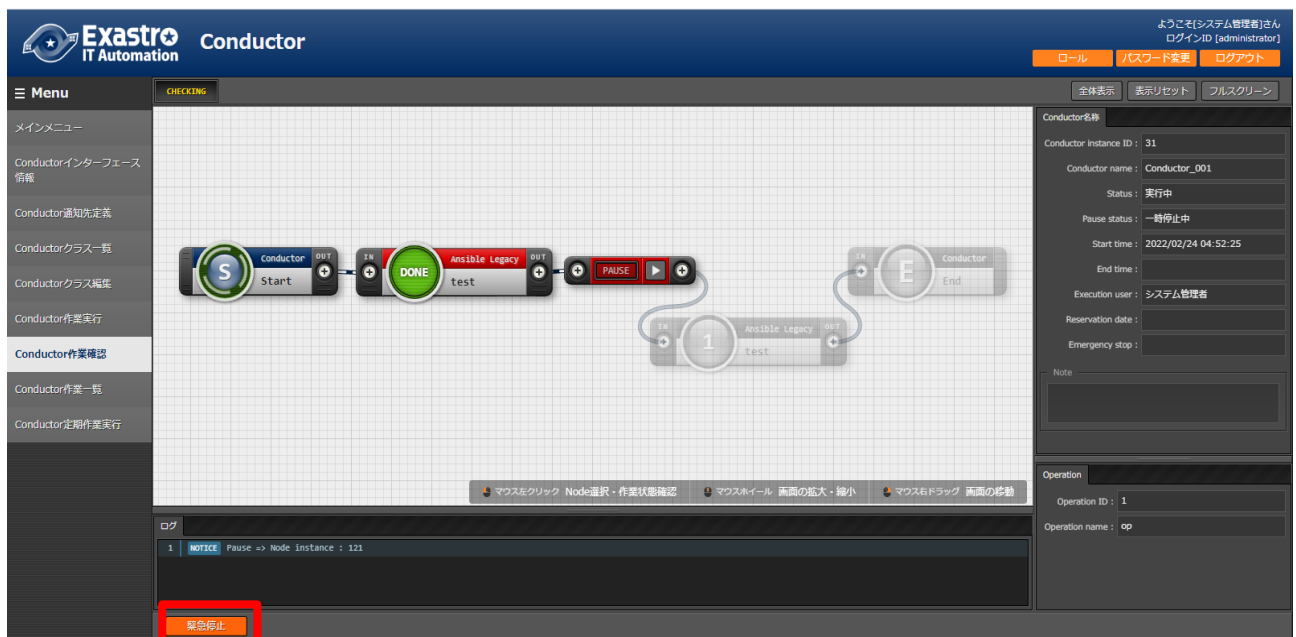 Exastro
IT Automation
Conductor
ようこそ[システム管理者]さん
ログインID [administrator]
ロール
パスワード変更
ログアウト
Menu
CHECKING
全体表示
表示リセット
フルスクリーン
メインメニュー
Conductorインターフェース
情報
Conductor通知先定義
Conductorクラス一覧
Conductorクラス編集
Conductor作業実行
Conductor作業確認
Conductor作業一覧
Conductor定期作業実行
S
Conductor
Start
OUT
IN
DONE
Ansible Legacy
test
OUT
PAUSE
IN
1
Ansible Legacy
test
OUT
IN
E
Conductor
End
マウス左クリック Node選択・作業状態確認
マウスホイール 画面の拡大・縮小
マウス右ドラッグ 画面の移動
ログ
1 NOTICE Pause => Node instance : 121
緊急停止
Conductor名称
Conductor instance ID : 31
Conductor name : Conductor_001
Status : 実行中
Pause status : 一時停止中
Start time : 2022/02/24 04:52:25
End time :
Execution user : システム管理者
Reservation date :
Emergency stop :
Note
Operation
Operation ID : 1
Operation name : op